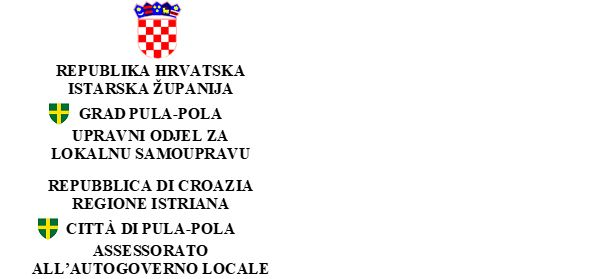 REPUBLIKA HRVATSKA
ISTARSKA ŽUPANIJA
GRAD PULA-POLA
UPRAVNI ODJEL ZA
LOKALNU SAMOUPRAVU
REPUBBLICA DI CROAZIA
REGIONE ISTRIANA
CITTÀ DI PULA-POLA
ASSESSORATO
ALL’AUTOGOVERNO LOCALE